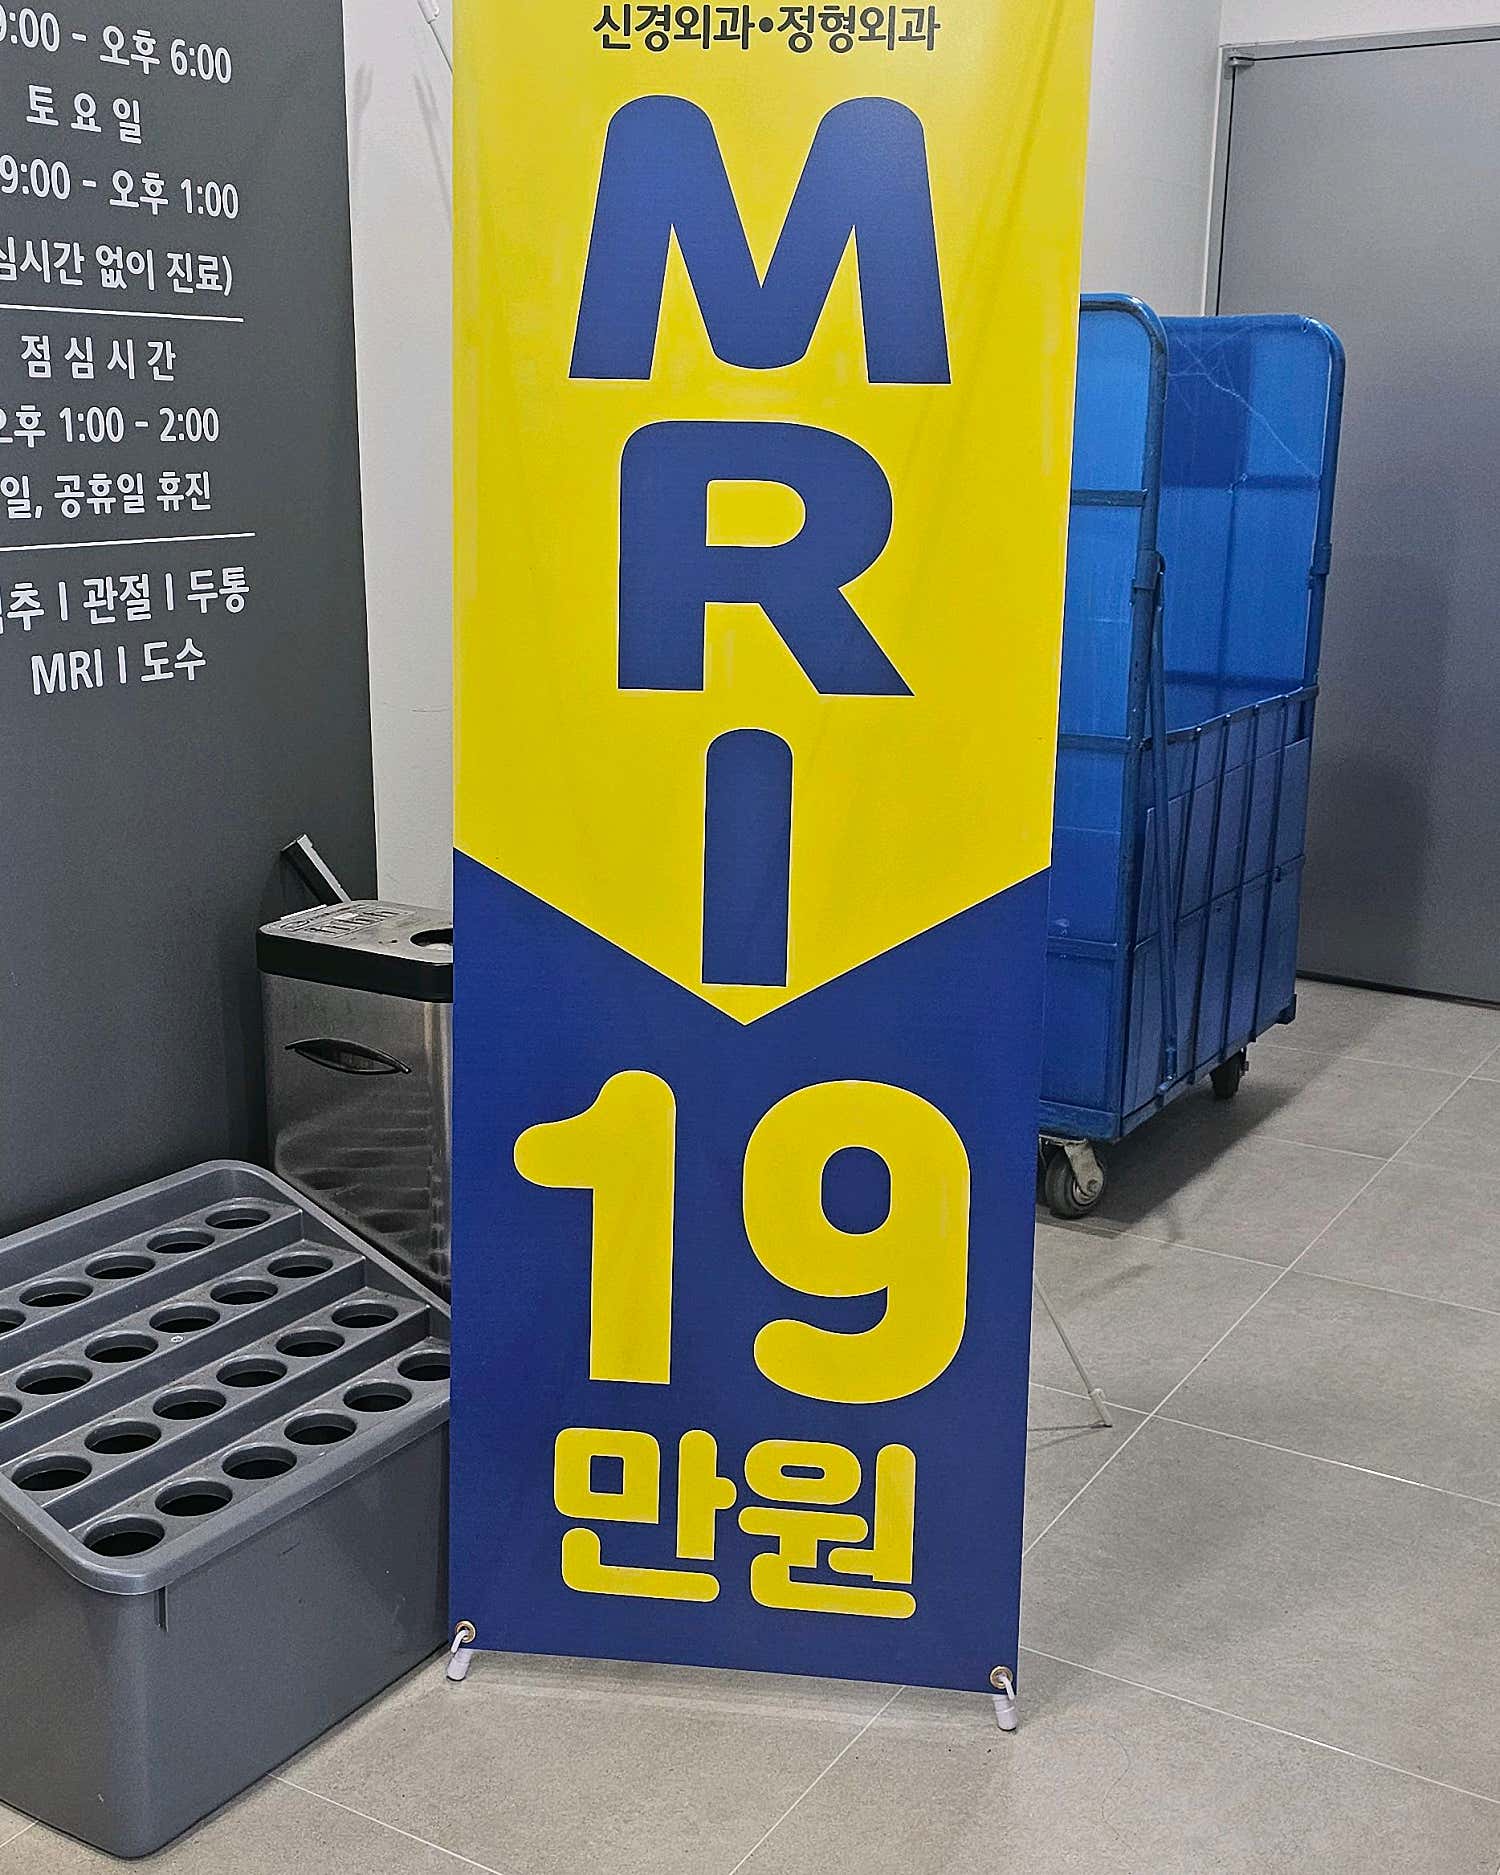 9:00 - 오후 6:00
토요일
9:00 - 오후 1:00
심시간 없이 진료)
점심시간
오후 1:00 - 2:00
일, 공휴일 휴진
추 | 관절 | 두통
MRI | 도수
신경외과•정형외과
M
R
I
19
만원